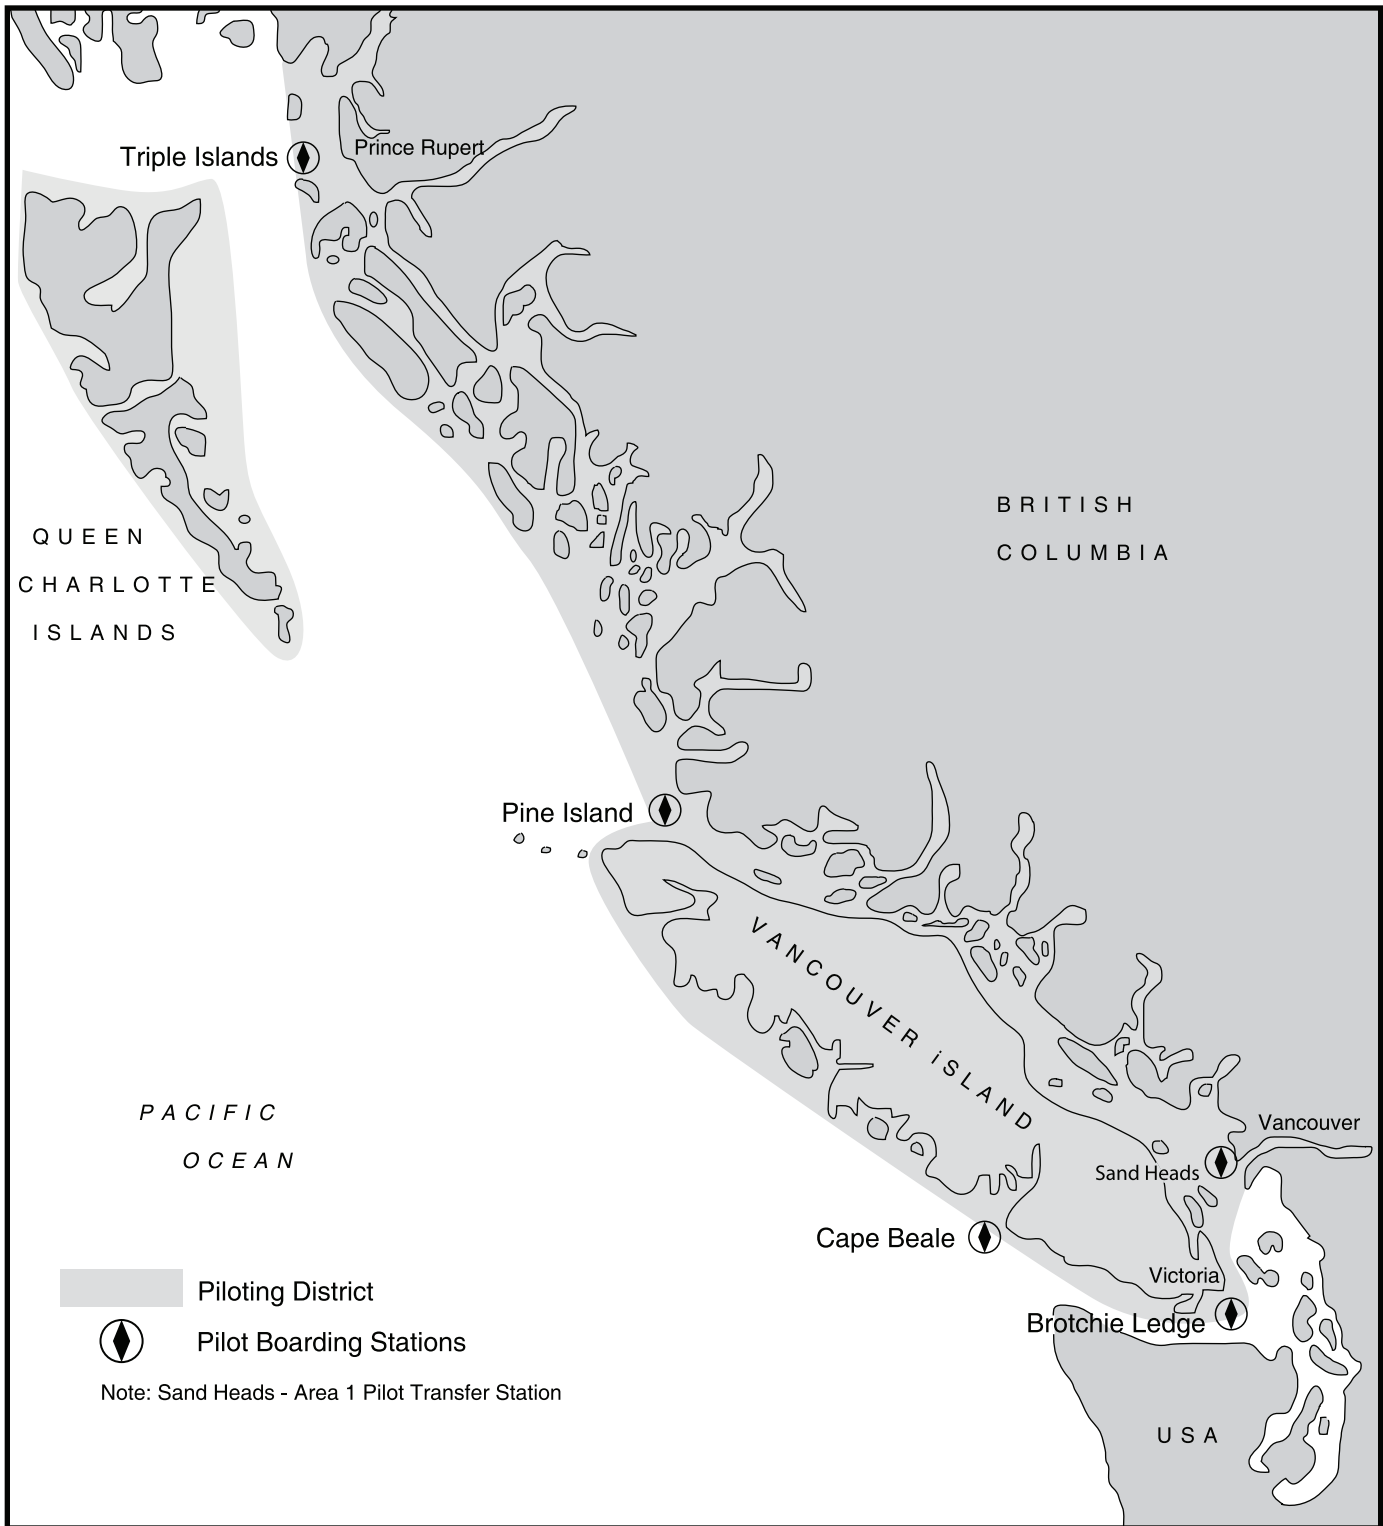 Triple Islands
Prince Rupert
QUEEN
CHARLOTTE
ISLANDS
BRITISH
COLUMBIA
Pine Island
VANCOUVER iSLAND
PACIFIC
OCEAN
Vancouver
Sand Heads
Cape Beale
Victoria
Brotchie Ledge
Piloting District
Pilot Boarding Stations
Note: Sand Heads - Area 1 Pilot Transfer Station
USA